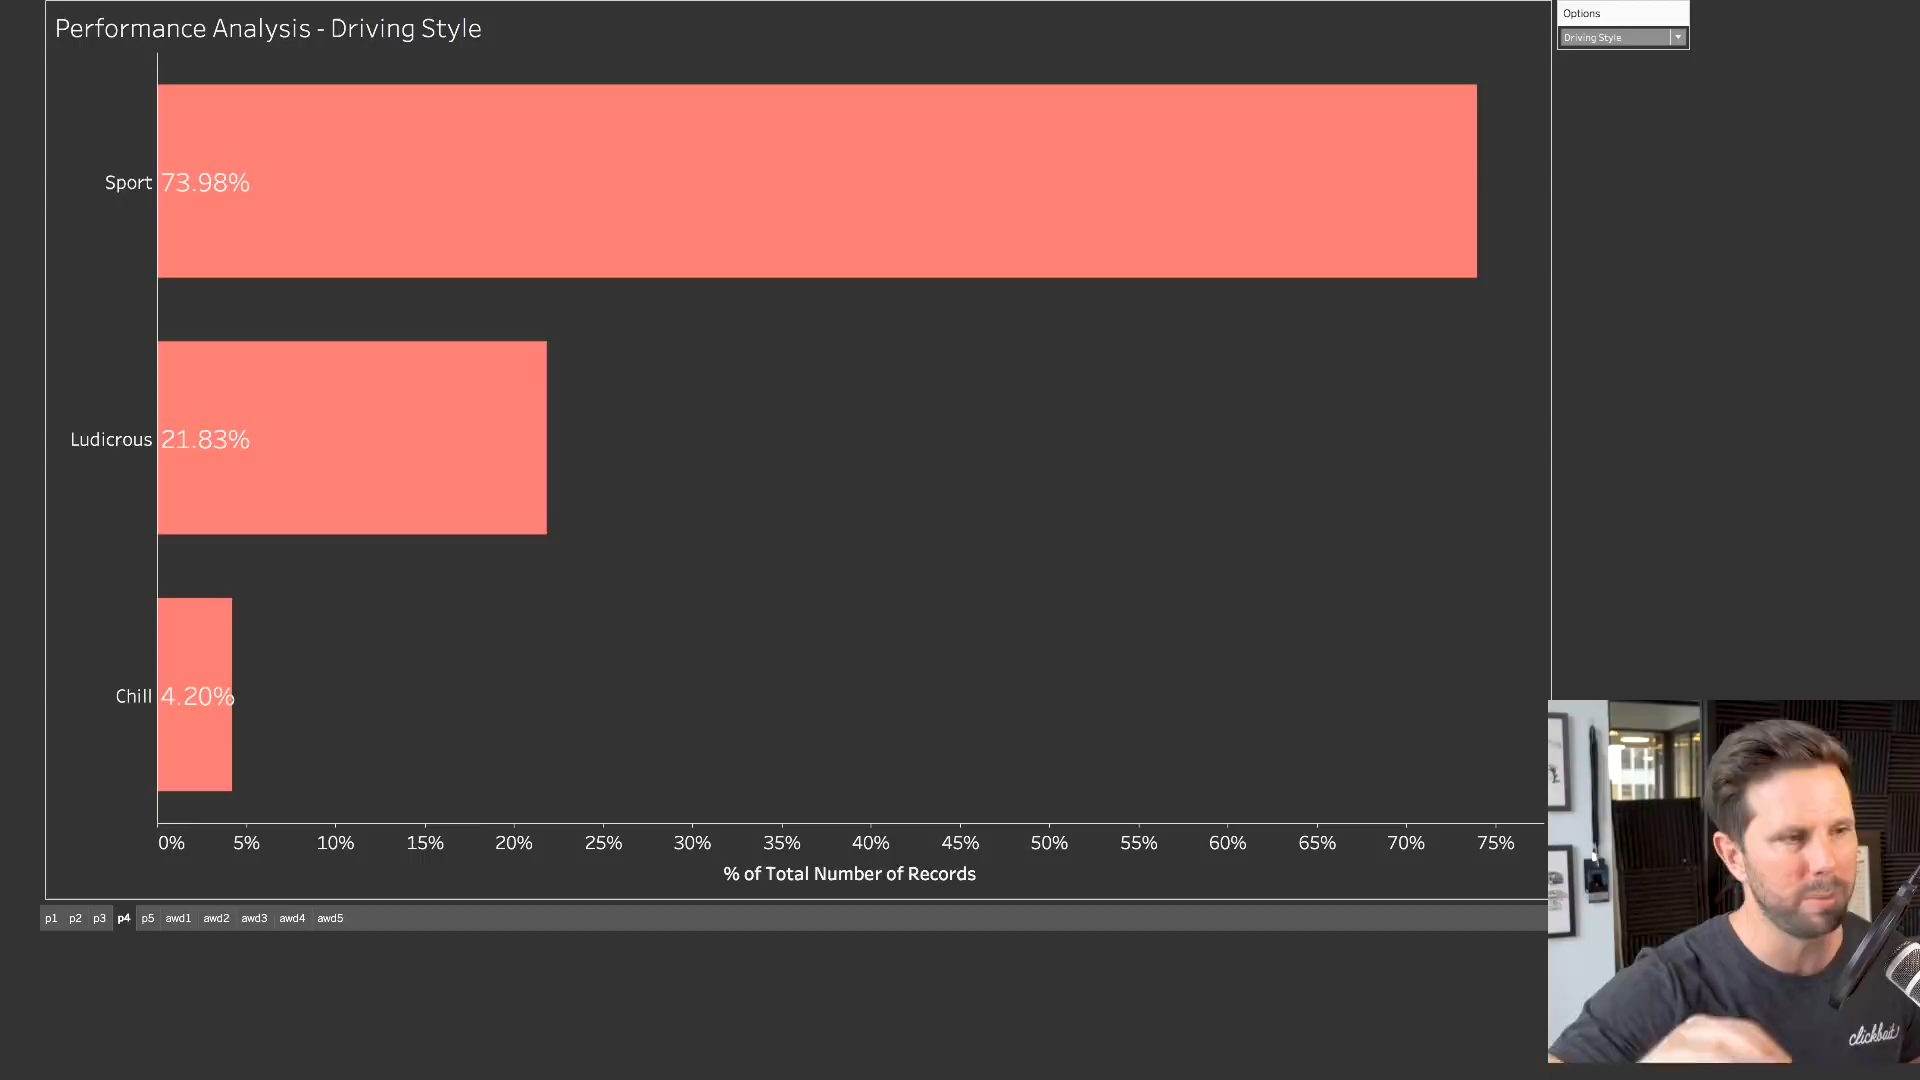 Performance Analysis - Driving Style
Options
Driving Style
Sport 73.98%
Ludicrous 21.83%
Chill 4.20%
0% 5% 10% 15% 20% 25% 30% 35% 40% 45% 50% 55% 60% 65% 70% 75%
% of Total Number of Records
p1 p2 p3 p4 p5 awd1 awd2 awd3 awd4 awd5
clickbait